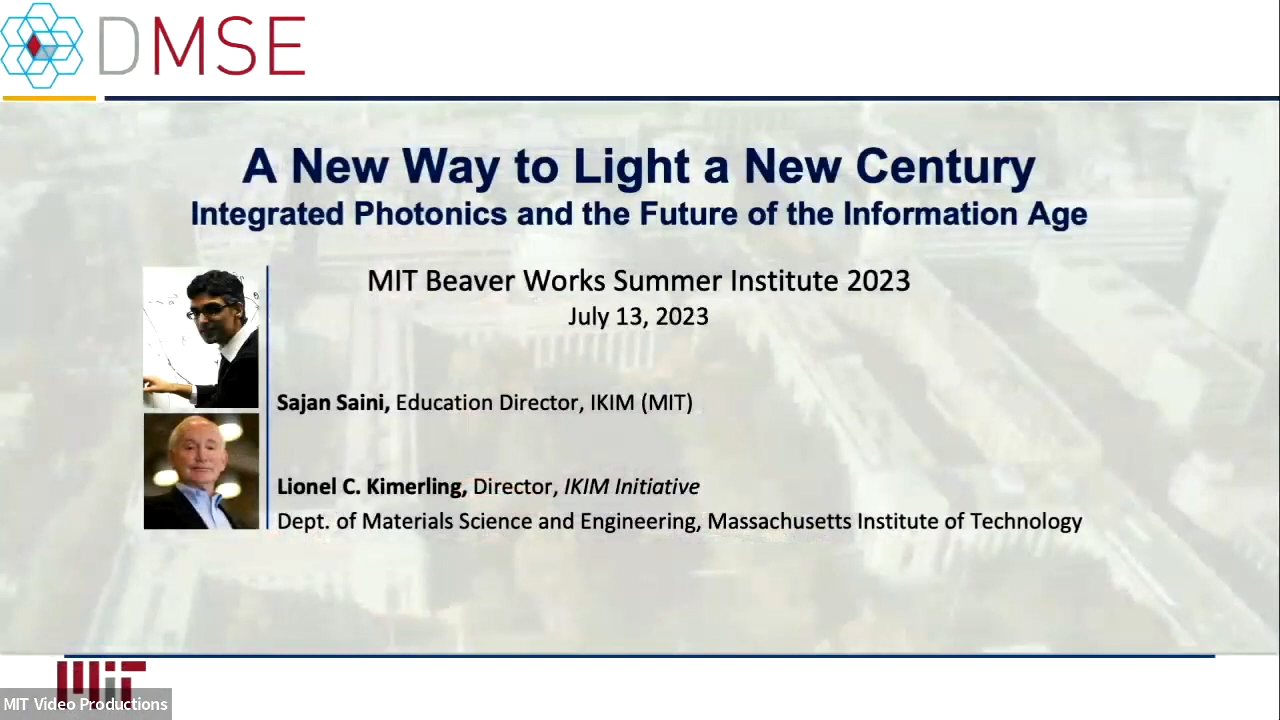 DMSE
A New Way to Light a New Century
Integrated Photonics and the Future of the Information Age
MIT Beaver Works Summer Institute 2023
July 13, 2023
Sajan Saini, Education Director, IKIM (MIT)
Lionel C. Kimerling, Director, IKIM Initiative
Dept. of Materials Science and Engineering, Massachusetts Institute of Technology
MIT
MIT Video Productions